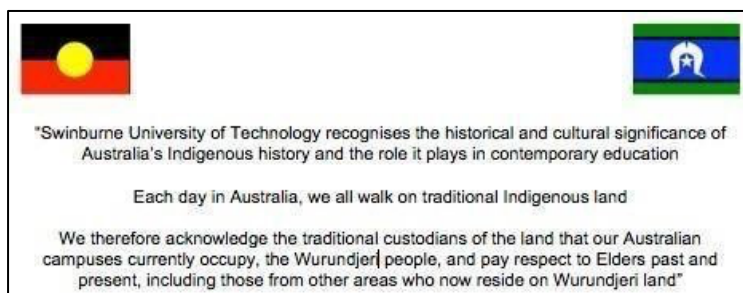 "Swinburne University of Technology recognises the historical and cultural significance of
Australia's Indigenous history and the role it plays in contemporary education
Each day in Australia, we all walk on traditional Indigenous land
We therefore acknowledge the traditional custodians of the land that our Australian
campuses currently occupy, the Wurundjeri people, and pay respect to Elders past and
present, including those from other areas who now reside on Wurundjeri land"